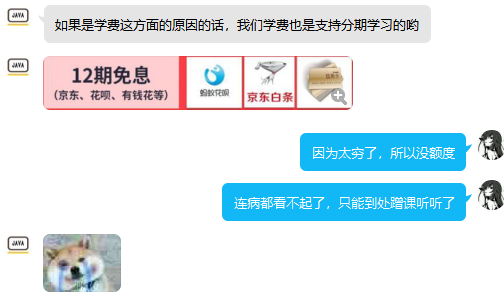 JAVA
如果是学费这方面的原因的话，我们学费也是支持分期学习的哟
JAVA
12期免息
（京东、花呗、有钱花等）
蚂蚁花呗
京东白条
因为太穷了，所以没额度
连病都看不起了，只能到处蹭课听听了
JAVA